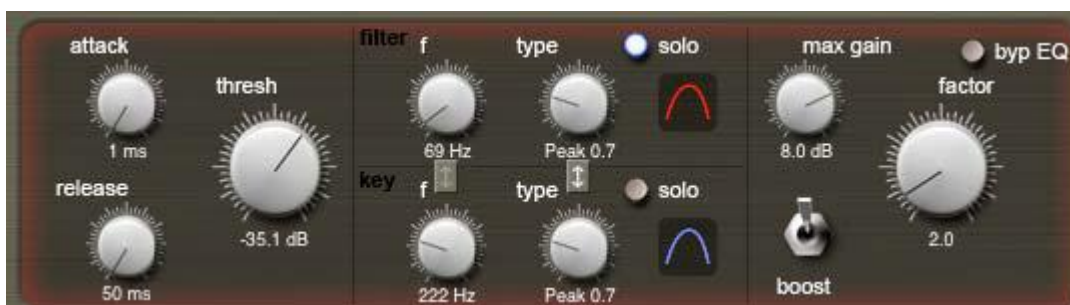 attack
1 ms
release
50 ms
thresh
-35.1 dB
filter
f
69 Hz
type
Peak 0.7
solo
key
f
222 Hz
type
Peak 0.7
solo
max gain
8.0 dB
boost
byp EQ
factor
2.0